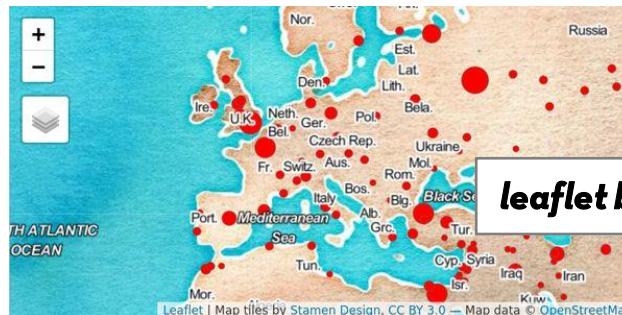 +
−
Nor.
Russia
Est.
Lat.
Den.
Lith.
Ire.
U.K.
Neth.
Ger.
Pol.
Bela.
Bel.
Czech Rep.
Ukraine
Fr.
Switz.
Aus.
Mol.
Rom.
Bos.
Italy
Blg.
Black Se
leaflet b
Port.
Mediterranean
Sea
Alb.
Grc.
Tur.
TH ATLANTIC
OCEAN
Cyp.
Syria
Tun.
Isr.
Iraq
Iran
Mor.
Kuw.
Leaflet | Map tiles by Stamen Design, CC BY 3.0 — Map data © OpenStreetMa